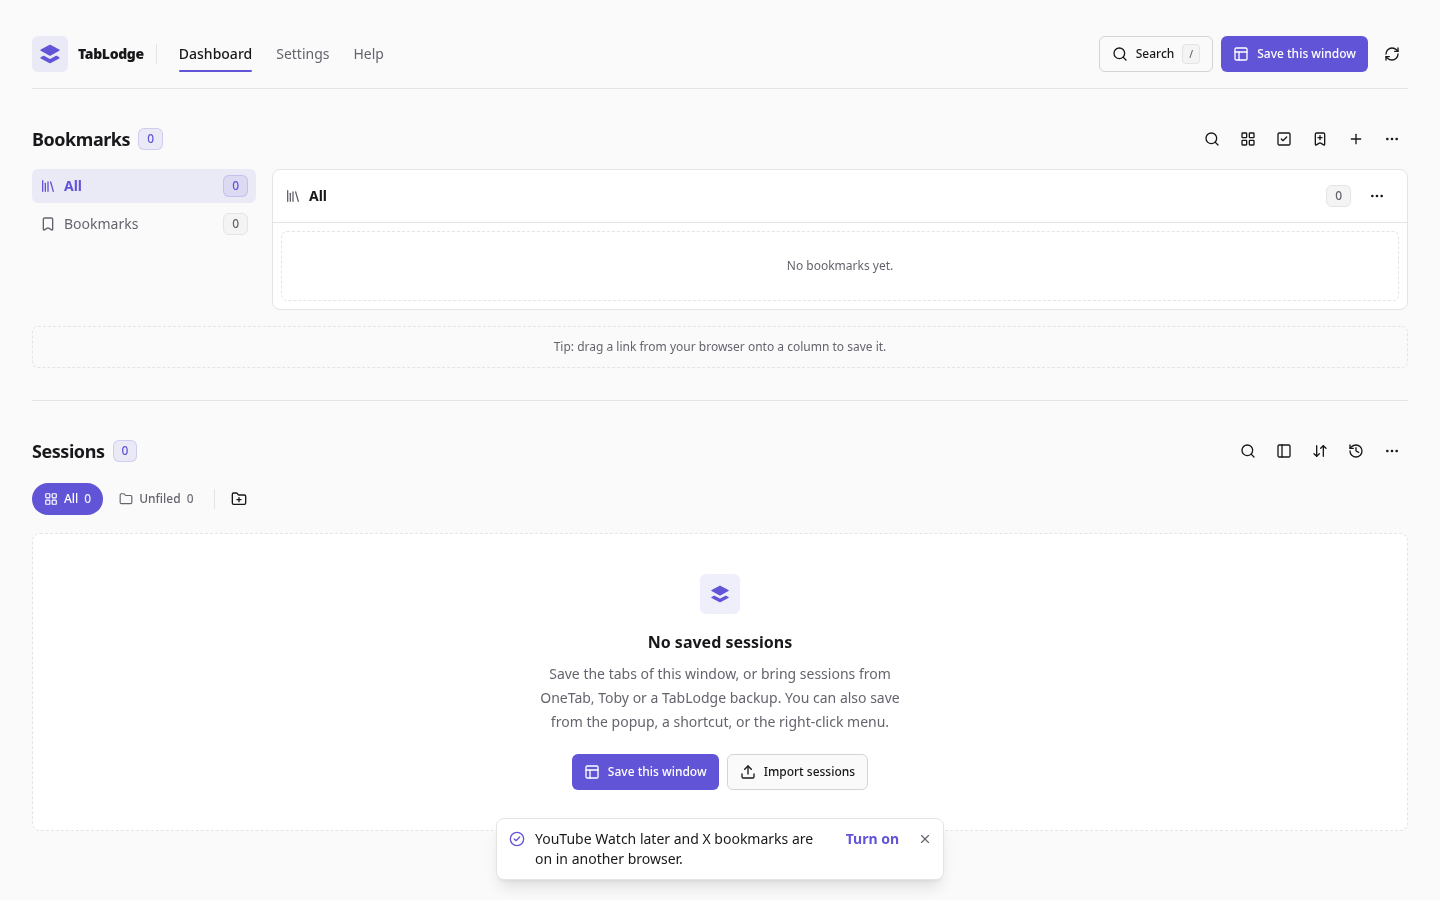 TabLodge
Dashboard
Settings
Help
Search /
Save this window
Bookmarks 0
All 0
Bookmarks 0
All 0
No bookmarks yet.
Tip: drag a link from your browser onto a column to save it.
Sessions 0
All 0
Unfiled 0
No saved sessions
Save the tabs of this window, or bring sessions from
OneTab, Toby or a TabLodge backup. You can also save
from the popup, a shortcut, or the right-click menu.
Save this window
Import sessions
YouTube Watch later and X bookmarks are
on in another browser.
Turn on